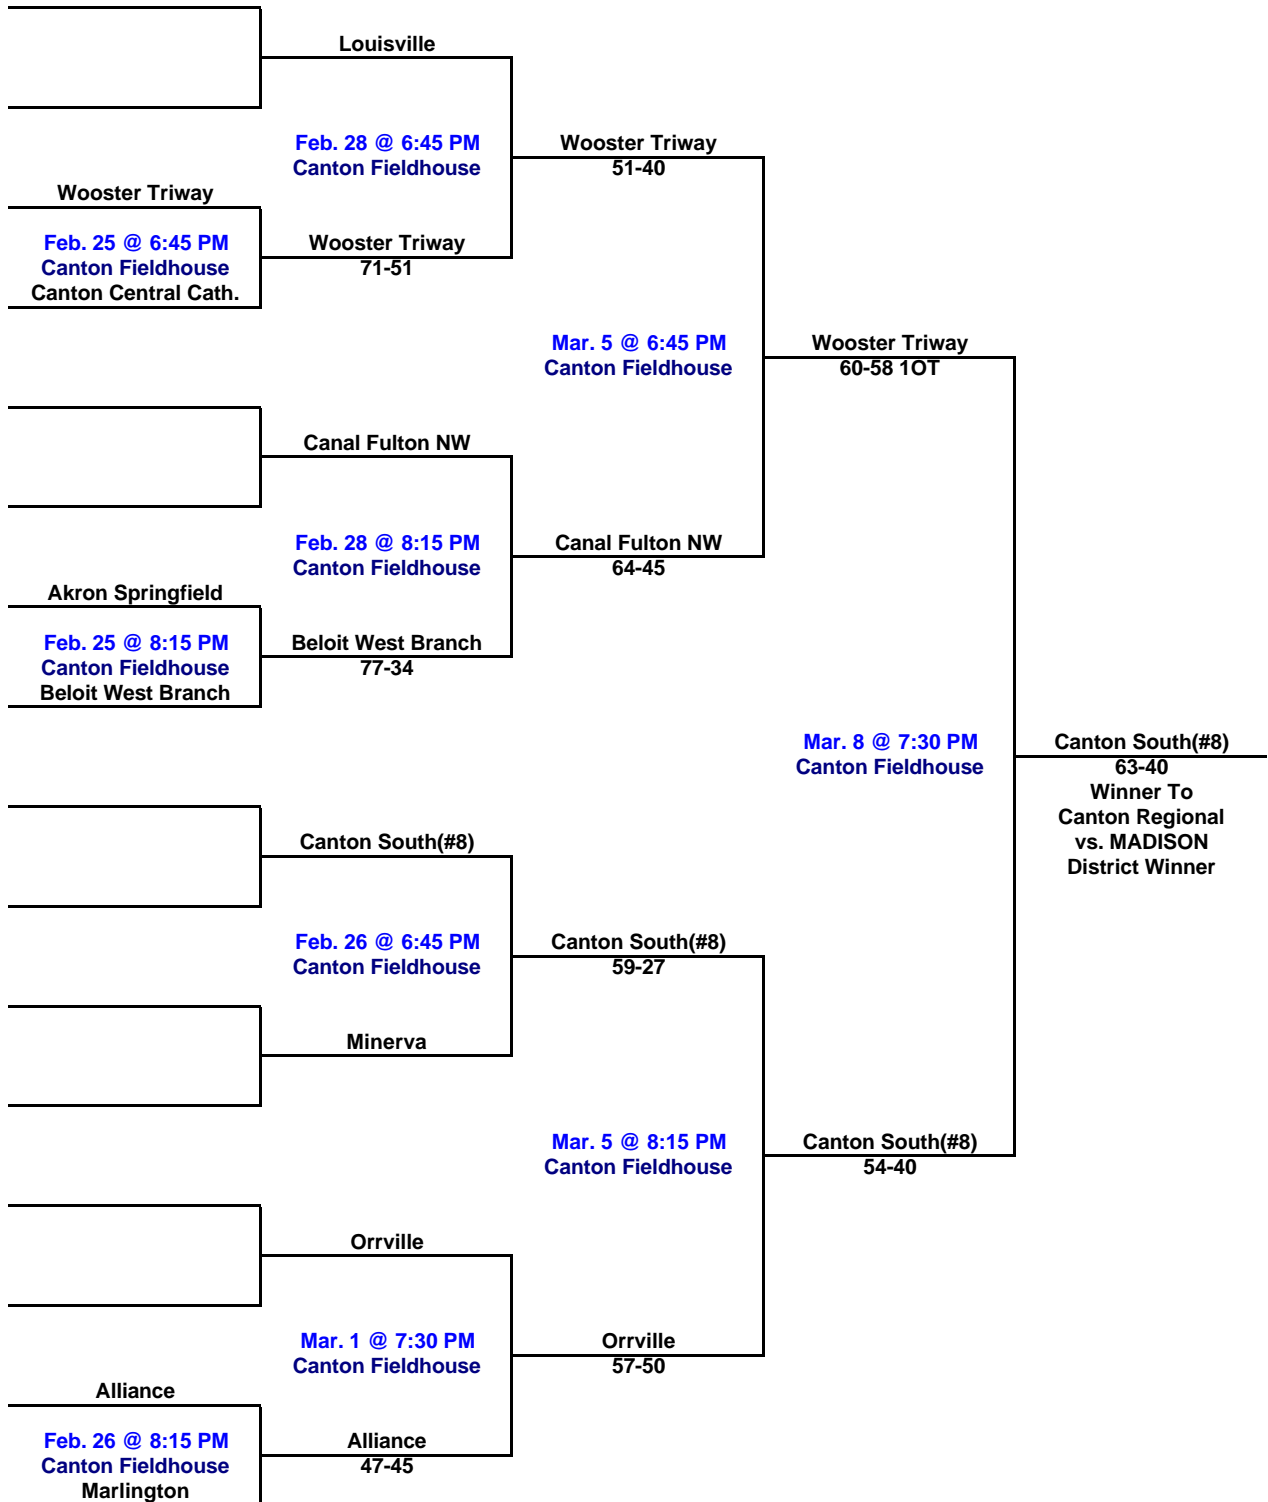 Louisville
Feb. 28 @ 6:45 PM
Canton Fieldhouse
Wooster Triway
51-40
Wooster Triway
Feb. 25 @ 6:45 PM
Canton Fieldhouse
Canton Central Cath.
Wooster Triway
71-51
Mar. 5 @ 6:45 PM
Canton Fieldhouse
Wooster Triway
60-58 1OT
Canal Fulton NW
Feb. 28 @ 8:15 PM
Canton Fieldhouse
Canal Fulton NW
64-45
Akron Springfield
Feb. 25 @ 8:15 PM
Canton Fieldhouse
Beloit West Branch
Beloit West Branch
77-34
Mar. 8 @ 7:30 PM
Canton Fieldhouse
Canton South(#8)
63-40
Winner To
Canton Regional
vs. MADISON
District Winner
Canton South(#8)
Feb. 26 @ 6:45 PM
Canton Fieldhouse
Canton South(#8)
59-27
Minerva
Mar. 5 @ 8:15 PM
Canton Fieldhouse
Canton South(#8)
54-40
Orrville
Mar. 1 @ 7:30 PM
Canton Fieldhouse
Orrville
57-50
Alliance
Feb. 26 @ 8:15 PM
Canton Fieldhouse
Marlington
Alliance
47-45